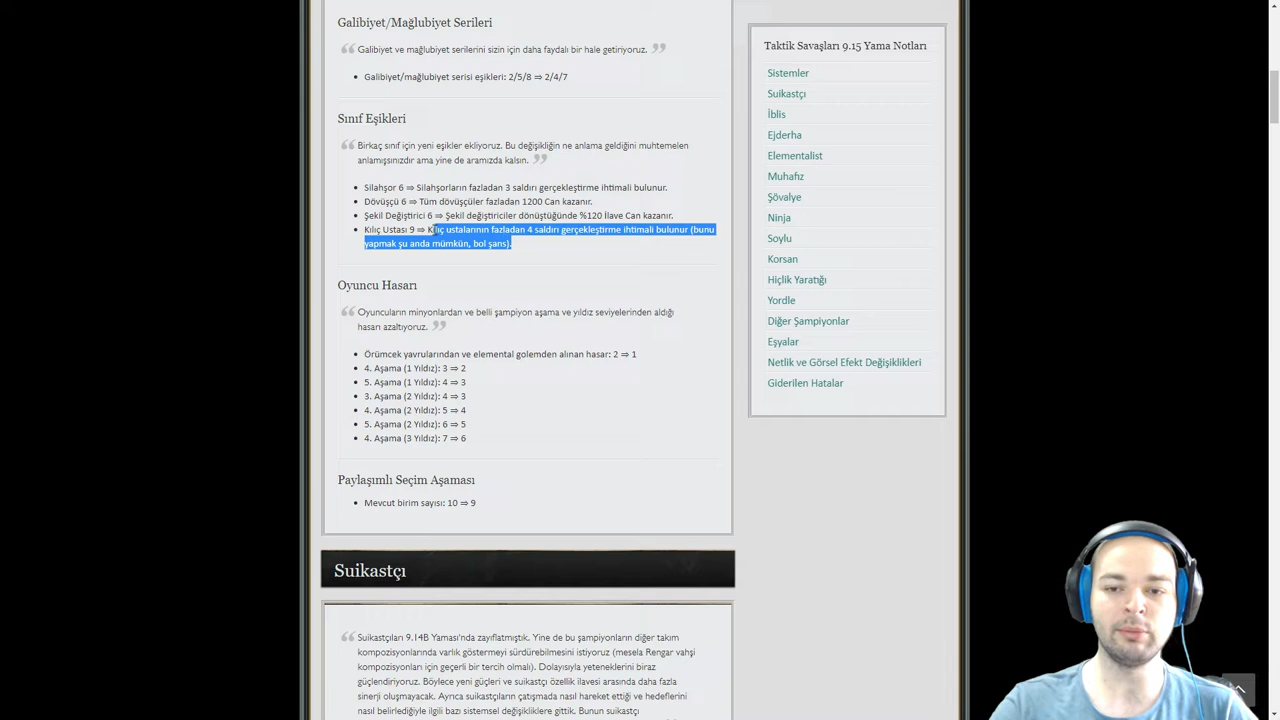 Galibiyet/Mağlubiyet Serileri
Galibiyet ve mağlubiyet serilerini sizin için daha faydalı bir hale getiriyoruz.
Galibiyet/mağlubiyet serisi eşikleri: 2/5/8 ⇒ 2/4/7
Sınıf Eşikleri
Birkaç sınıf için yeni eşikler ekliyoruz. Bu değişikliğin ne anlama geldiğini muhtemelen
anlamışsınızdır ama yine de aramızda kalsın.
Silahşor 6 ⇒ Silahşorların fazladan 3 saldırı gerçekleştirme ihtimali bulunur.
Dövüşçü 6 ⇒ Tüm dövüşçüler fazladan 1200 Can kazanır.
Şekil Değiştirici 6 ⇒ Şekil değiştiriciler dönüştüğünde %120 İlave Can kazanır.
Kılıç Ustası 9 ⇒ Kılıç ustalarının fazladan 4 saldırı gerçekleştirme ihtimali bulunur (bunu
yapmak şu anda mümkün, bol şans).
Oyuncu Hasarı
Oyuncuların minyonlardan ve belli şampiyon aşama ve yıldız seviyelerinden aldığı
hasarı azaltıyoruz.
Örümcek yavrularından ve elemental golemden alınan hasar: 2 ⇒ 1
4. Aşama (1 Yıldız): 3 ⇒ 2
5. Aşama (1 Yıldız): 4 ⇒ 3
3. Aşama (2 Yıldız): 4 ⇒ 3
4. Aşama (2 Yıldız): 5 ⇒ 4
5. Aşama (2 Yıldız): 6 ⇒ 5
4. Aşama (3 Yıldız): 7 ⇒ 6
Paylaşımlı Seçim Aşaması
Mevcut birim sayısı: 10 ⇒ 9
Suikastçı
Suikastçıları 9.14B Yaması'nda zayıflatmıştık. Yine de bu şampiyonların diğer takım
kompozisyonlarında varlık göstermeyi sürdürebilmesini istiyoruz (mesela Rengar vahşi
kompozisyonları için geçerli bir tercih olmalı). Dolayısıyla yeteneklerini biraz
güçlendiriyoruz. Böylece yeni güçleri ve suikastçı özellik ilavesi arasında daha fazla
sinerji oluşmayacak. Ayrıca suikastçıların çatışmada nasıl hareket ettiği ve hedeflerini
nasıl belirlediğiyle ilgili bazı sistemsel değişikliklere gittik. Bunun suikastçı
Taktik Savaşları 9.15 Yama Notları
Sistemler
Suikastçı
İblis
Ejderha
Elementalist
Muhafız
Şövalye
Ninja
Soylu
Korsan
Hiçlik Yaratığı
Yordle
Diğer Şampiyonlar
Eşyalar
Netlik ve Görsel Efekt Değişiklikleri
Giderilen Hatalar